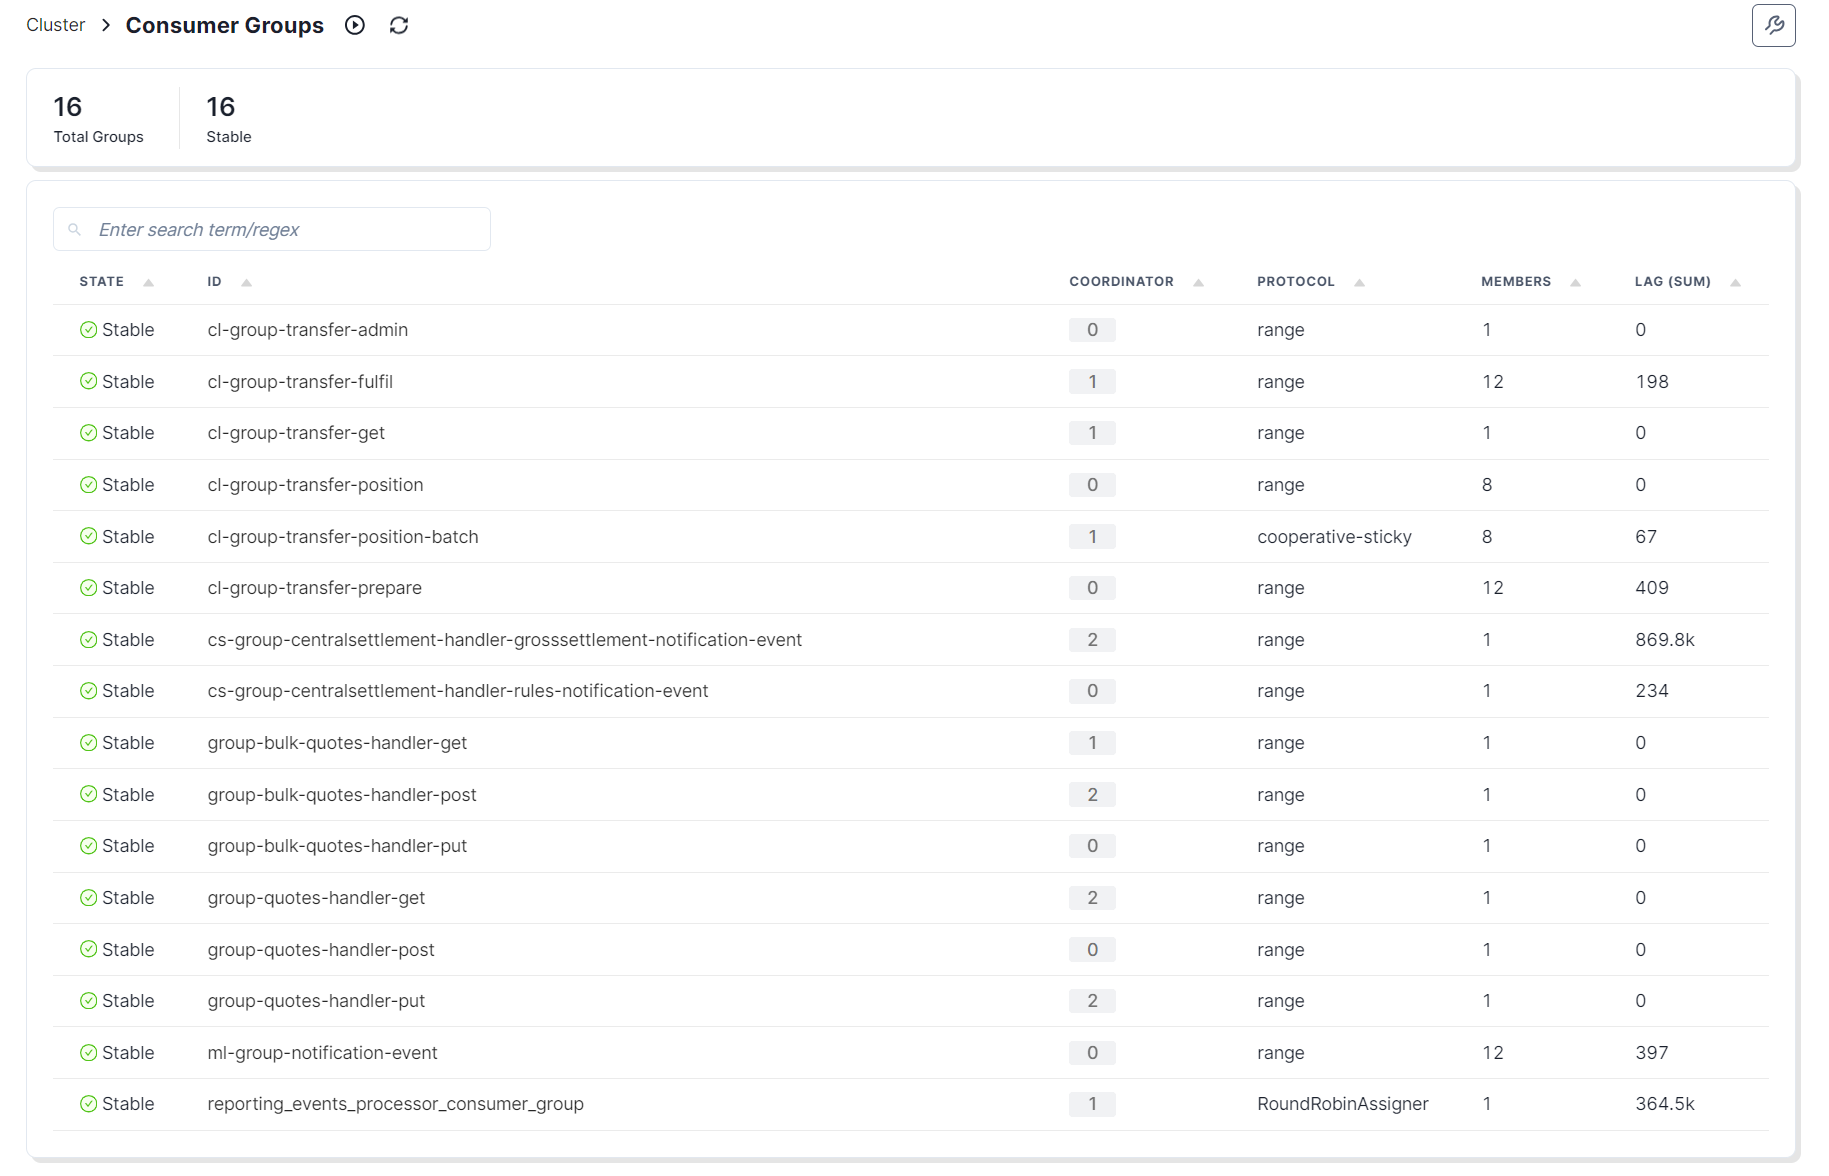 Cluster > Consumer Groups
16 16
Total Groups Stable
Enter search term/regex
STATE ID COORDINATOR PROTOCOL MEMBERS LAG (SUM)
Stable cl-group-transfer-admin 0 range 1 0
Stable cl-group-transfer-fulfil 1 range 12 198
Stable cl-group-transfer-get 1 range 1 0
Stable cl-group-transfer-position 0 range 8 0
Stable cl-group-transfer-position-batch 1 cooperative-sticky 8 67
Stable cl-group-transfer-prepare 0 range 12 409
Stable cs-group-centralsettlement-handler-grosssettlement-notification-event 2 range 1 869.8k
Stable cs-group-centralsettlement-handler-rules-notification-event 0 range 1 234
Stable group-bulk-quotes-handler-get 1 range 1 0
Stable group-bulk-quotes-handler-post 2 range 1 0
Stable group-bulk-quotes-handler-put 0 range 1 0
Stable group-quotes-handler-get 2 range 1 0
Stable group-quotes-handler-post 0 range 1 0
Stable group-quotes-handler-put 2 range 1 0
Stable ml-group-notification-event 0 range 12 397
Stable reporting_events_processor_consumer_group 1 RoundRobinAssigner 1 364.5k